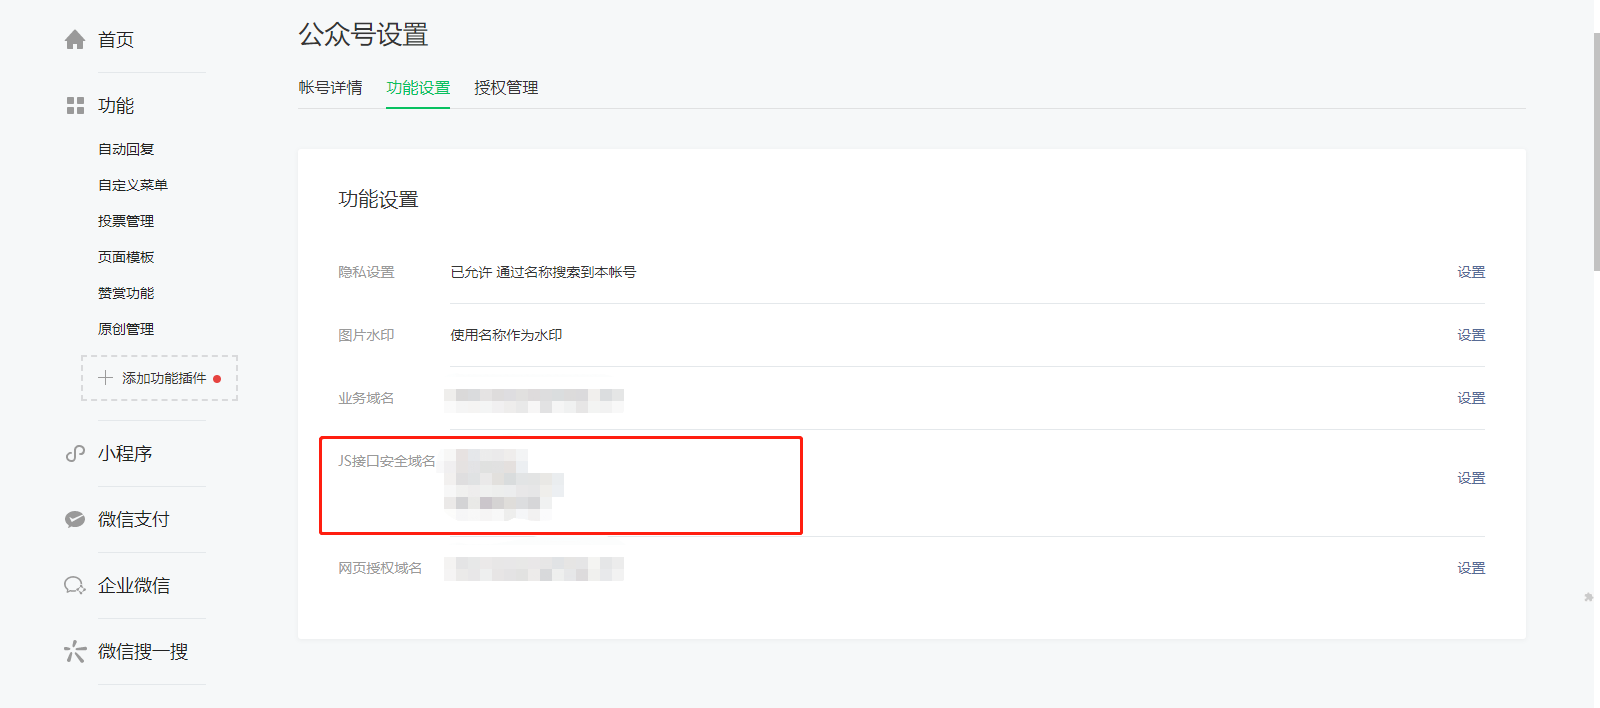 首页
功能
自动回复
自定义菜单
投票管理
页面模板
赞赏功能
原创管理
添加功能插件
小程序
微信支付
企业微信
微信搜一搜
公众号设置
帐号详情 功能设置 授权管理
功能设置
隐私设置 已允许 通过名称搜索到本帐号 设置
图片水印 使用名称作为水印 设置
业务域名 设置
JS接口安全域名 设置
网页授权域名 设置